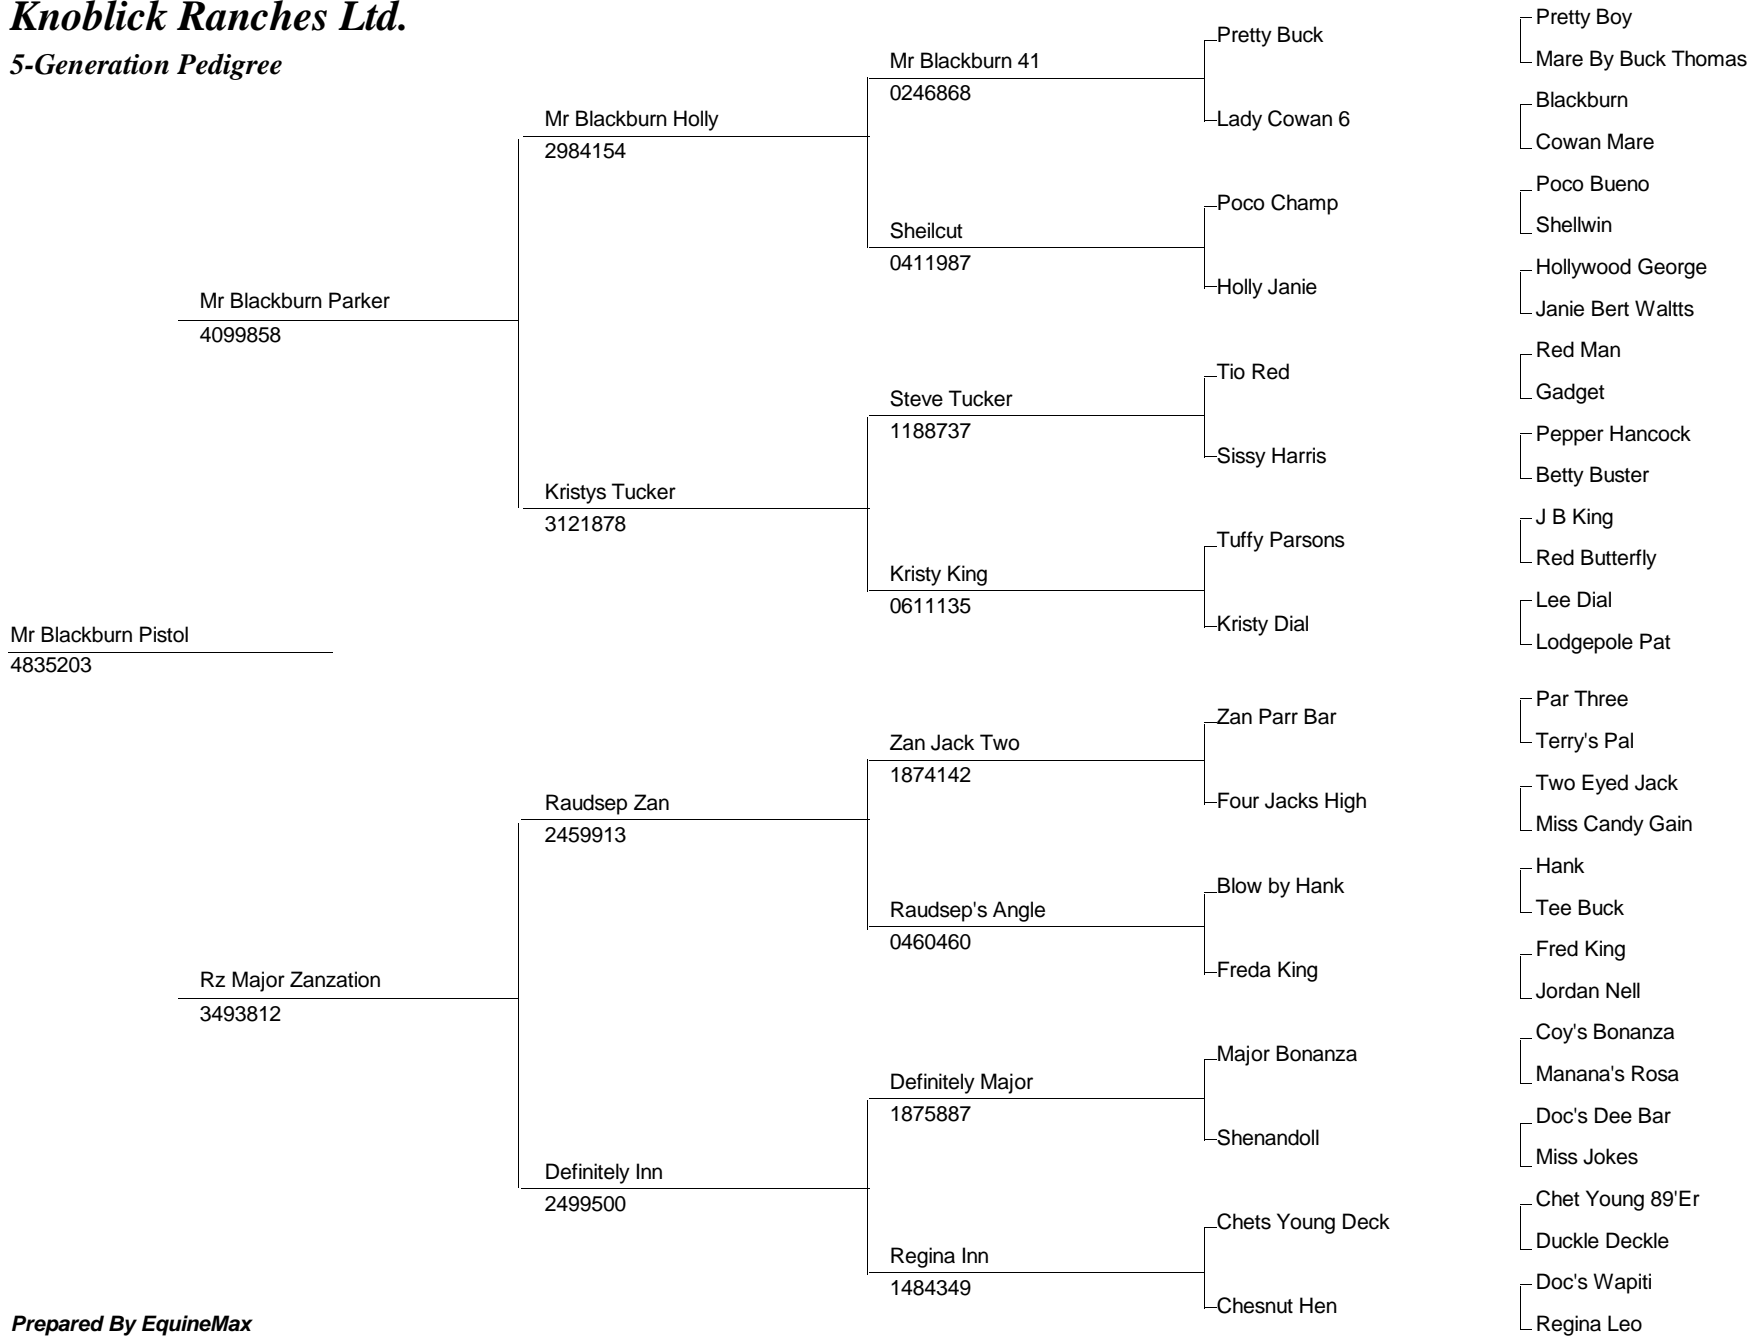 Knoblick Ranches Ltd.
5-Generation Pedigree
Mr Blackburn Pistol
4835203
Mr Blackburn Parker
4099858
Rz Major Zanzation
3493812
Mr Blackburn Holly
2984154
Kristys Tucker
3121878
Raudsep Zan
2459913
Definitely Inn
2499500
Mr Blackburn 41
0246868
Sheilcut
0411987
Steve Tucker
1188737
Kristy King
0611135
Zan Jack Two
1874142
Raudsep's Angle
0460460
Definitely Major
1875887
Regina Inn
1484349
Pretty Buck
Lady Cowan 6
Poco Champ
Holly Janie
Tio Red
Sissy Harris
Tuffy Parsons
Kristy Dial
Zan Parr Bar
Four Jacks High
Blow by Hank
Freda King
Major Bonanza
Shenandoll
Chets Young Deck
Chesnut Hen
Pretty Boy
Mare By Buck Thomas
Blackburn
Cowan Mare
Poco Bueno
Shellwin
Hollywood George
Janie Bert Waltts
Red Man
Gadget
Pepper Hancock
Betty Buster
J B King
Red Butterfly
Lee Dial
Lodgepole Pat
Par Three
Terry's Pal
Two Eyed Jack
Miss Candy Gain
Hank
Tee Buck
Fred King
Jordan Nell
Coy's Bonanza
Manana's Rosa
Doc's Dee Bar
Miss Jokes
Chet Young 89'Er
Duckle Deckle
Doc's Wapiti
Regina Leo
Prepared By EquineMax